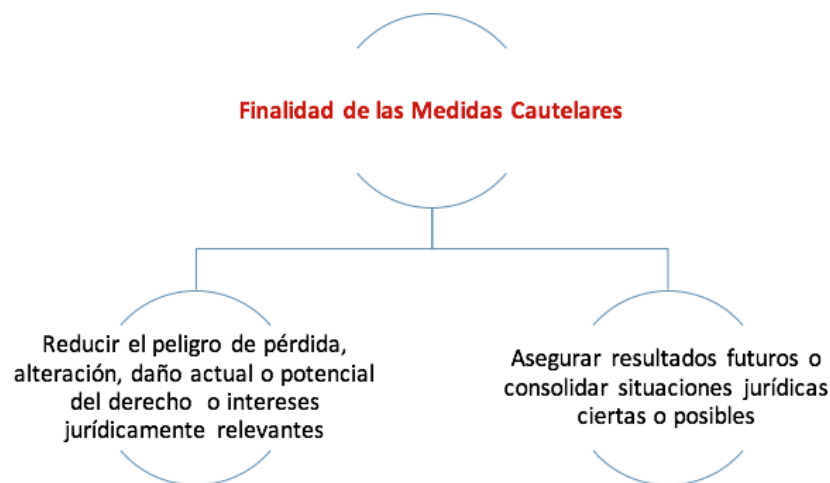 Finalidad de las Medidas Cautelares
Reducir el peligro de pérdida,
alteración, daño actual o potencial
del derecho o intereses
jurídicamente relevantes
Asegurar resultados futuros o
consolidar situaciones jurídicas
ciertas o posibles